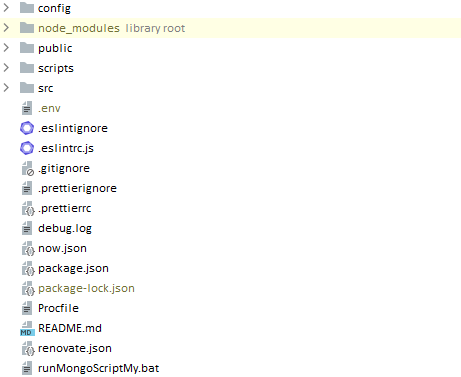 config
node_modules library root
public
scripts
src
.env
.eslintignore
.eslintrc.js
.gitignore
.prettierignore
.prettierrc
debug.log
now.json
package.json
package-lock.json
Procfile
MD README.md
renovate.json
runMongoScriptMy.bat